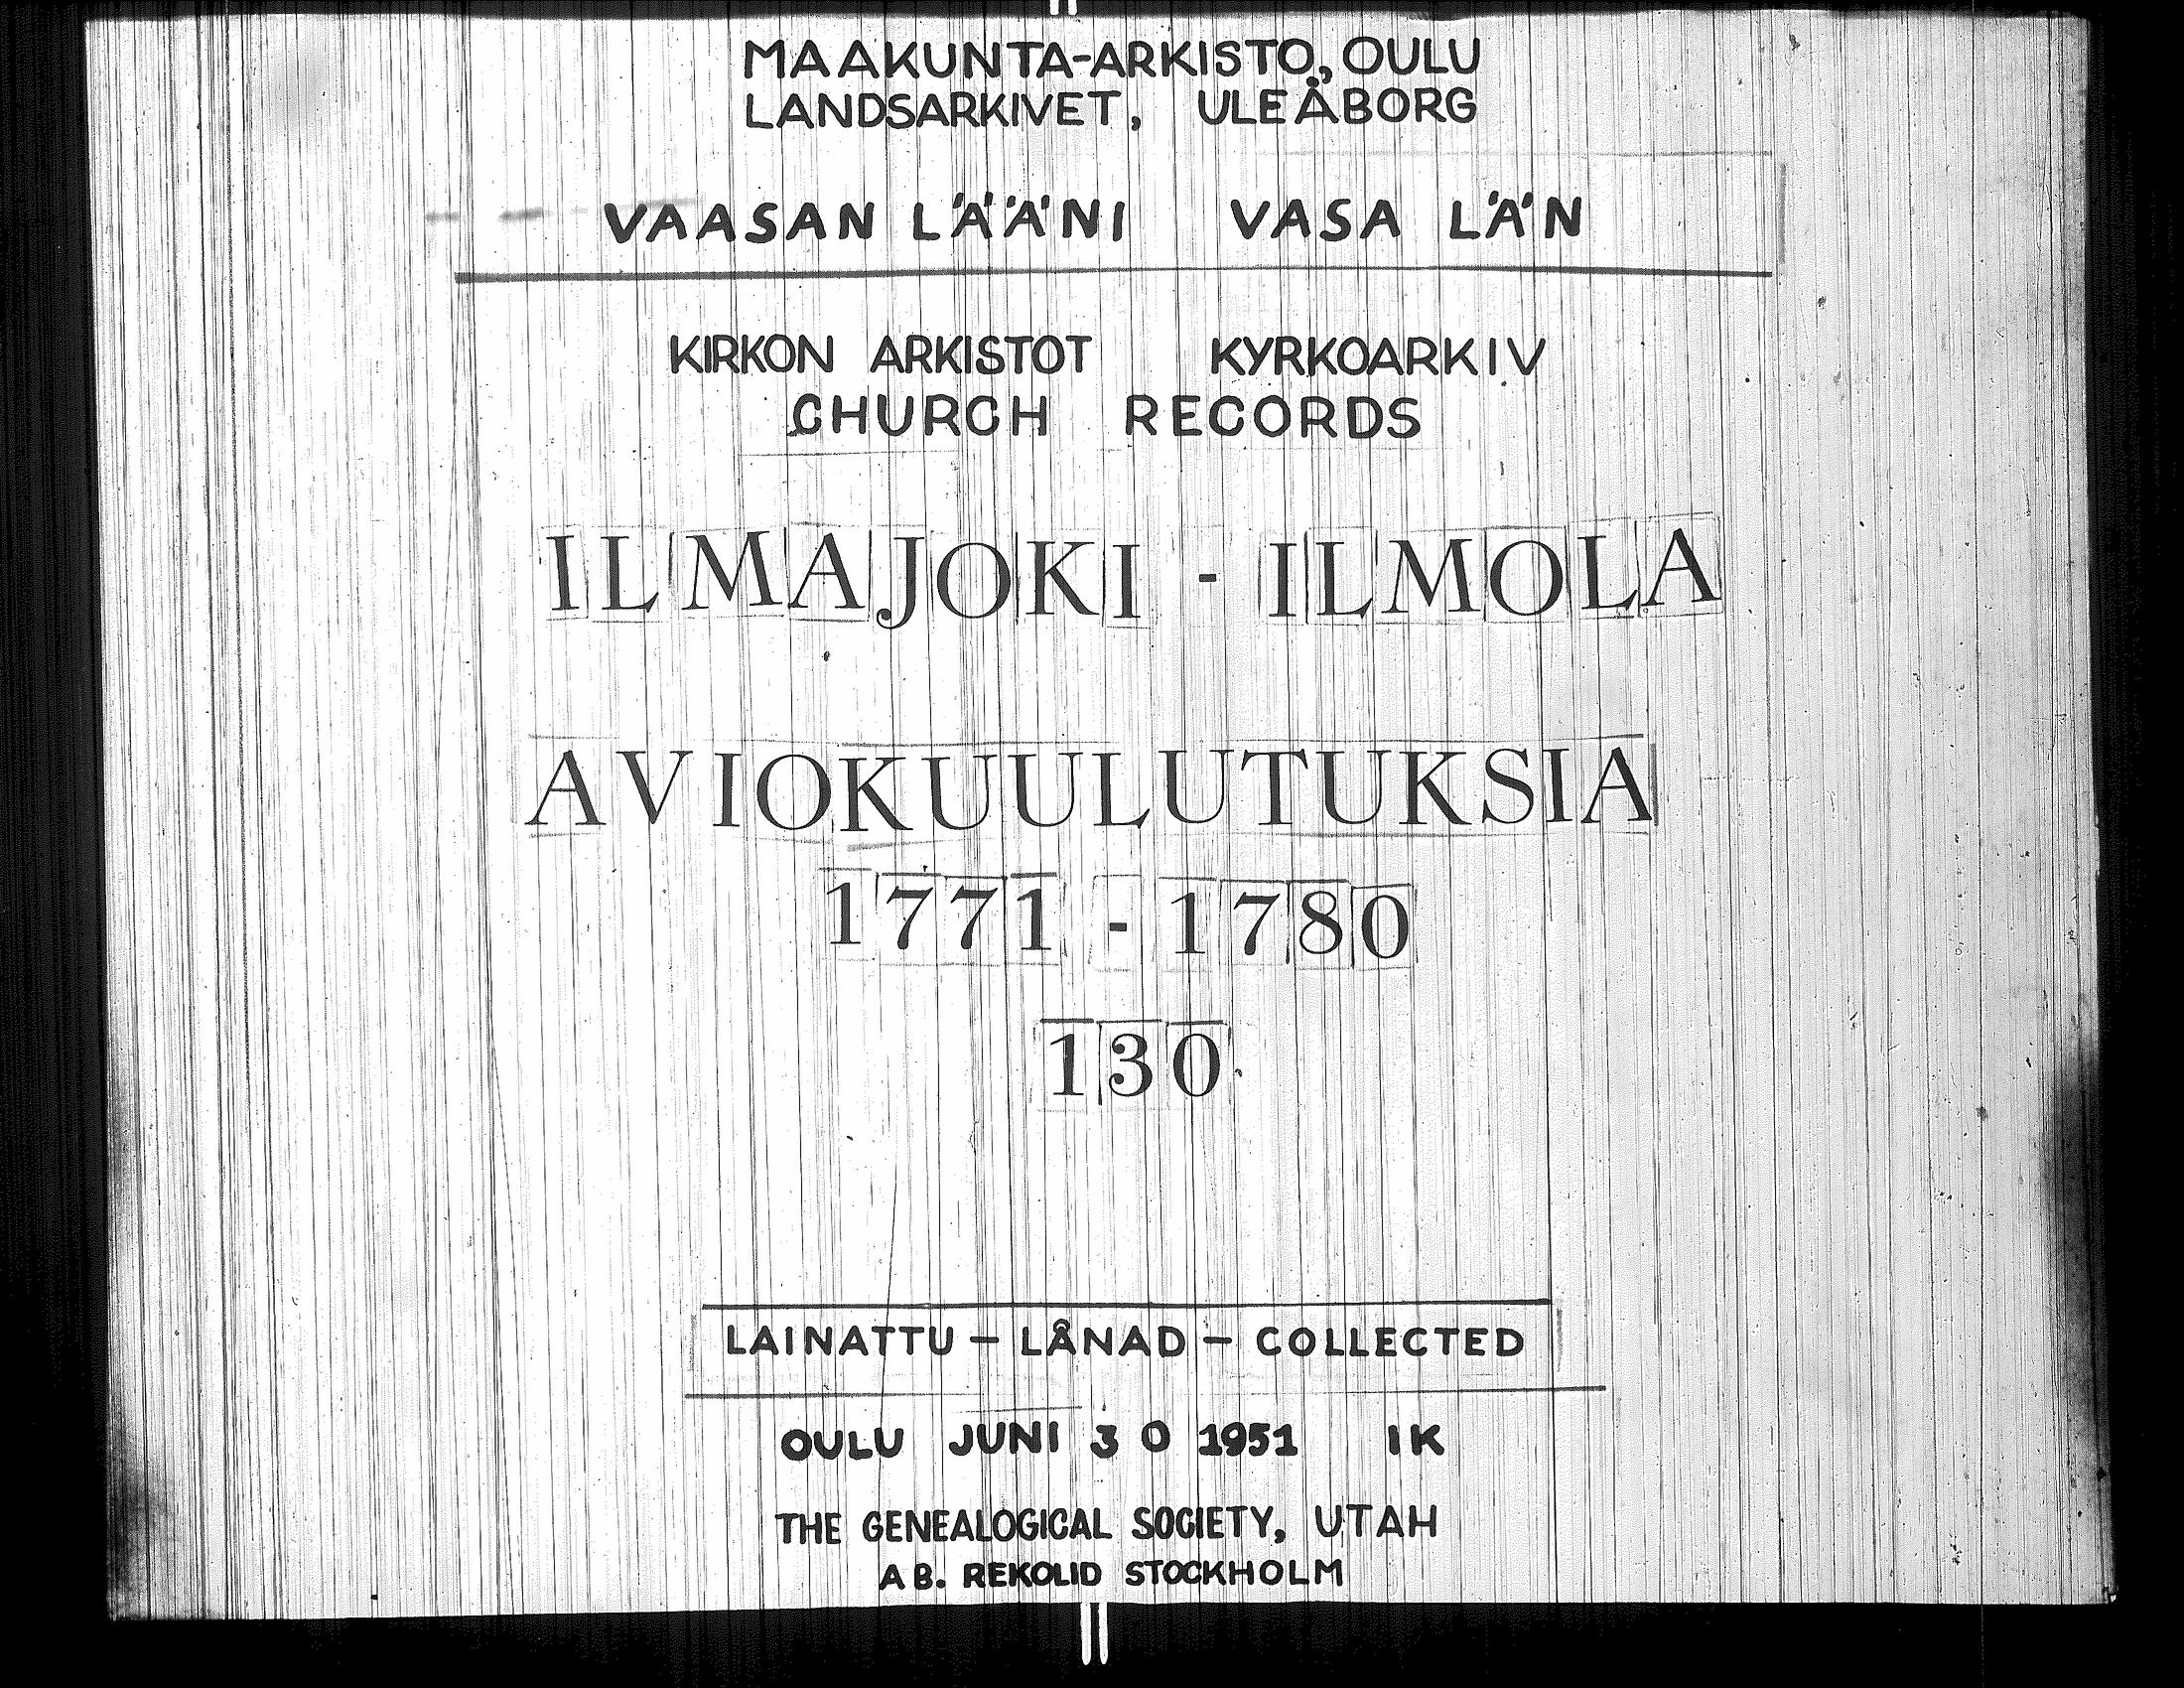 MAAKUNTA-ARKISTO, OULU
LANDSARKIVET, ULEÅBORG
VAASAN LÄÄNI VASA LÄN
KIRKON ARKISTOT KYRKOARKIV
CHURCH RECORDS
ILMAJOKI - ILMOLA
AVIOKUULUTUKSIA
1771 - 1780
130
LAINATTU - LÅNAD - COLLECTED
OULU JUNI 30 1951 IK
THE GENEALOGICAL SOCIETY, UTAH
AB. REKOLID STOCKHOLM